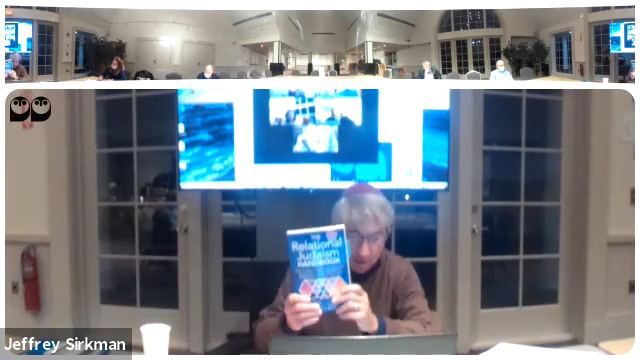 THE
Relational
Judaism
HANDBOOK
Jeffrey Sirkman